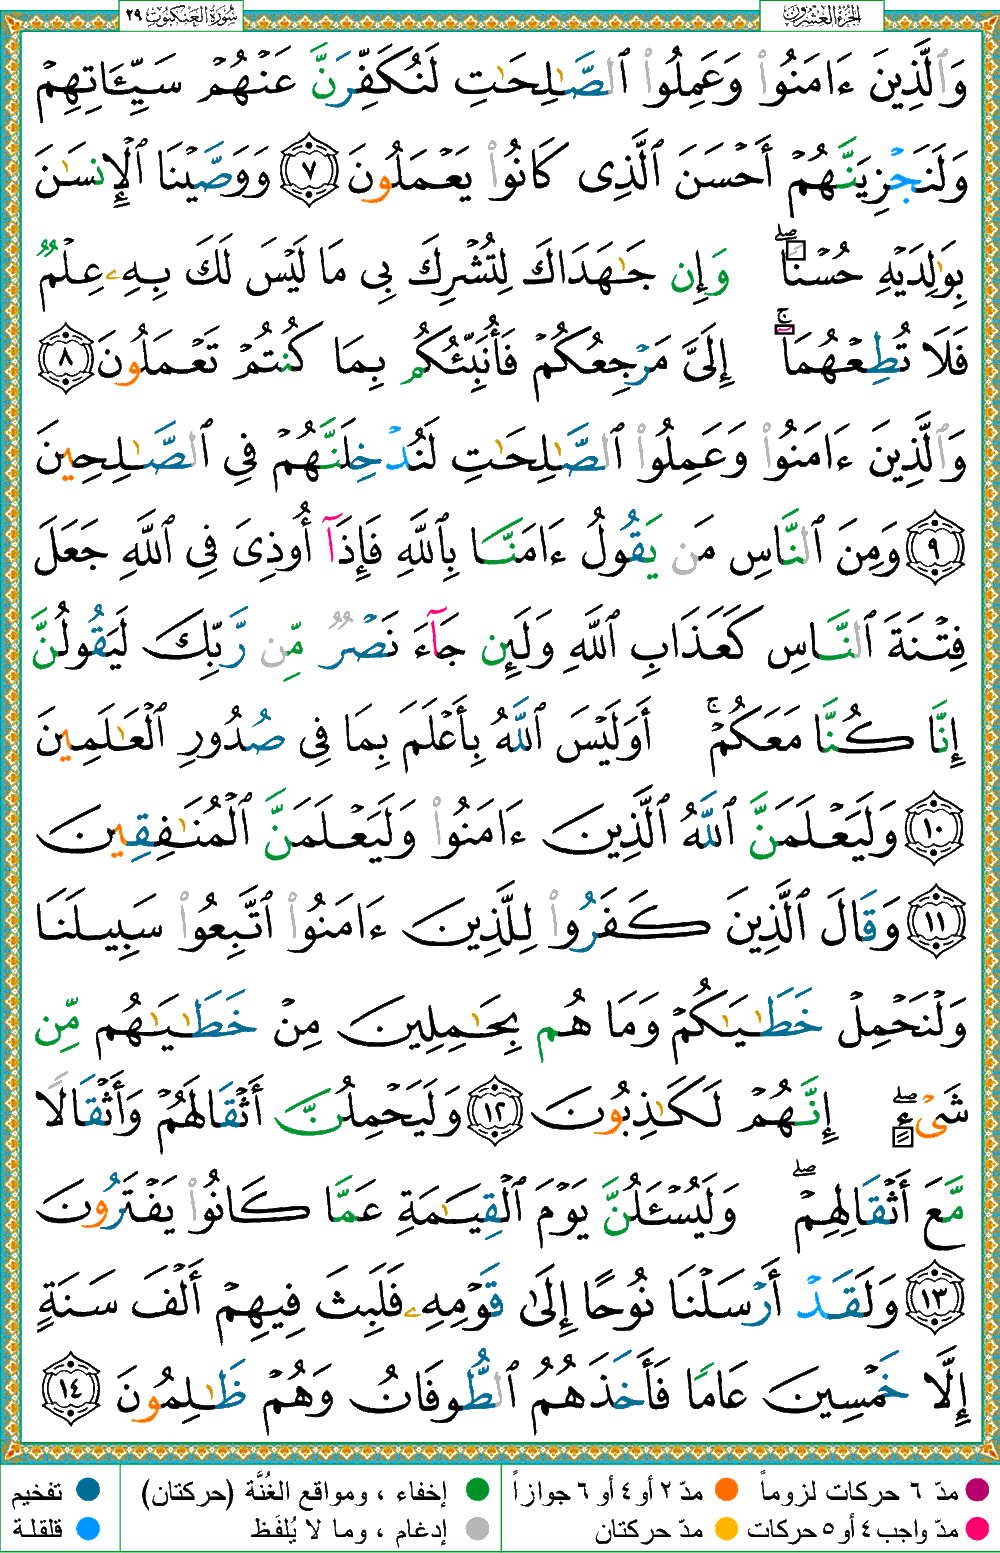 الجزء العشرون
سورة العنكبوت ٢٩
وَٱلَّذِينَ ءَامَنُوا۟ وَعَمِلُوا۟ ٱلصَّـٰلِحَـٰتِ لَنُكَفِّرَنَّ عَنْهُمْ سَيِّـَٔاتِهِمْ
وَلَنَجْزِيَنَّهُمْ أَحْسَنَ ٱلَّذِى كَانُوا۟ يَعْمَلُونَ ٧ وَوَصَّيْنَا ٱلْإِنسَـٰنَ
بِوَٰلِدَيْهِ حُسْنًا ۖ وَإِن جَـٰهَدَاكَ لِتُشْرِكَ بِى مَا لَيْسَ لَكَ بِهِۦ عِلْمٌ
فَلَا تُطِعْهُمَآ ۚ إِلَىَّ مَرْجِعُكُمْ فَأُنَبِّئُكُم بِمَا كُنتُمْ تَعْمَلُونَ ٨
وَٱلَّذِينَ ءَامَنُوا۟ وَعَمِلُوا۟ ٱلصَّـٰلِحَـٰتِ لَنُدْخِلَنَّهُمْ فِى ٱلصَّـٰلِحِينَ
٩ وَمِنَ ٱلنَّاسِ مَن يَقُولُ ءَامَنَّا بِٱللَّهِ فَإِذَآ أُوذِىَ فِى ٱللَّهِ جَعَلَ
فِتْنَةَ ٱلنَّاسِ كَعَذَابِ ٱللَّهِ وَلَئِن جَآءَ نَصْرٌ مِّن رَّبِّكَ لَيَقُولُنَّ
إِنَّا كُنَّا مَعَكُمْ ۚ أَوَلَيْسَ ٱللَّهُ بِأَعْلَمَ بِمَا فِى صُدُورِ ٱلْعَـٰلَمِينَ
١٠ وَلَيَعْلَمَنَّ ٱللَّهُ ٱلَّذِينَ ءَامَنُوا۟ وَلَيَعْلَمَنَّ ٱلْمُنَـٰفِقِينَ
١١ وَقَالَ ٱلَّذِينَ كَفَرُوا۟ لِلَّذِينَ ءَامَنُوا۟ ٱتَّبِعُوا۟ سَبِيلَنَا
وَلْنَحْمِلْ خَطَـٰيَـٰكُمْ وَمَا هُم بِحَـٰمِلِينَ مِنْ خَطَـٰيَـٰهُم مِّن
شَىْءٍ ۖ إِنَّهُمْ لَكَـٰذِبُونَ ١٢ وَلَيَحْمِلُنَّ أَثْقَالَهُمْ وَأَثْقَالًا
مَّعَ أَثْقَالِهِمْ ۖ وَلَيُسْـَٔلُنَّ يَوْمَ ٱلْقِيَـٰمَةِ عَمَّا كَانُوا۟ يَفْتَرُونَ
١٣ وَلَقَدْ أَرْسَلْنَا نُوحًا إِلَىٰ قَوْمِهِۦ فَلَبِثَ فِيهِمْ أَلْفَ سَنَةٍ
إِلَّا خَمْسِينَ عَامًا فَأَخَذَهُمُ ٱلطُّوفَانُ وَهُمْ ظَـٰلِمُونَ ١٤
مدّ ٦ حركات لزوماً مدّ ٢ أو ٤ أو ٦ جوازاً إخفاء ، ومواقع الغُنَّة (حركتان) تفخيم
مدّ واجب ٤ أو ٥ حركات مدّ حركتان إدغام ، وما لا يُلفَظ قلقلة